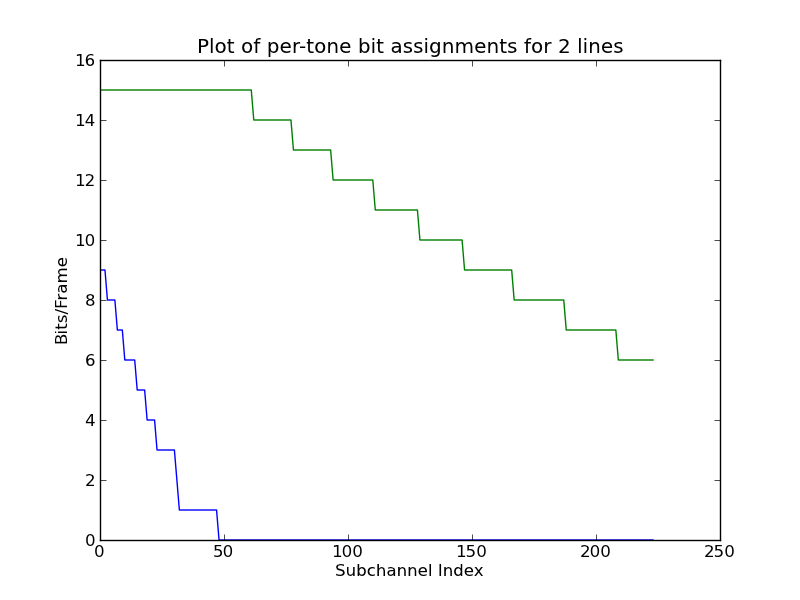 Plot of per-tone bit assignments for 2 lines
16
14
12
10
8
6
4
2
0
Bits/Frame
0 50 100 150 200 250
Subchannel Index